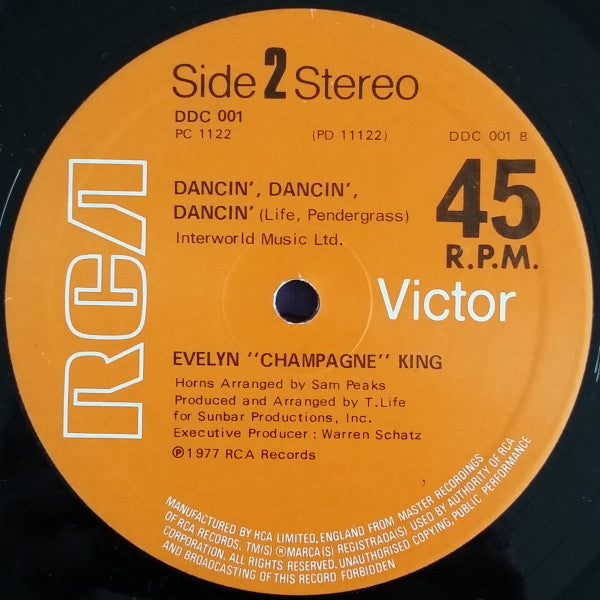 Side 2 Stereo
DDC 001
PC 1122 (PD 11122) DDC 001 B
DANCIN', DANCIN',
DANCIN' (Life, Pendergrass)
Interworld Music Ltd.
45
R.P.M.
RCA
Victor
EVELYN "CHAMPAGNE" KING
Horns Arranged by Sam Peaks
Produced and Arranged by T.Life
for Sunbar Productions, Inc.
Executive Producer : Warren Schatz
℗ 1977 RCA Records
MANUFACTURED BY RCA LIMITED, ENGLAND FROM MASTER RECORDINGS
OF RCA RECORDS. TM(S) ® MARCA(S) REGISTRADA(S) USED BY AUTHORITY OF RCA
CORPORATION. ALL RIGHTS RESERVED. UNAUTHORISED COPYING, PUBLIC PERFORMANCE
AND BROADCASTING OF THIS RECORD FORBIDDEN